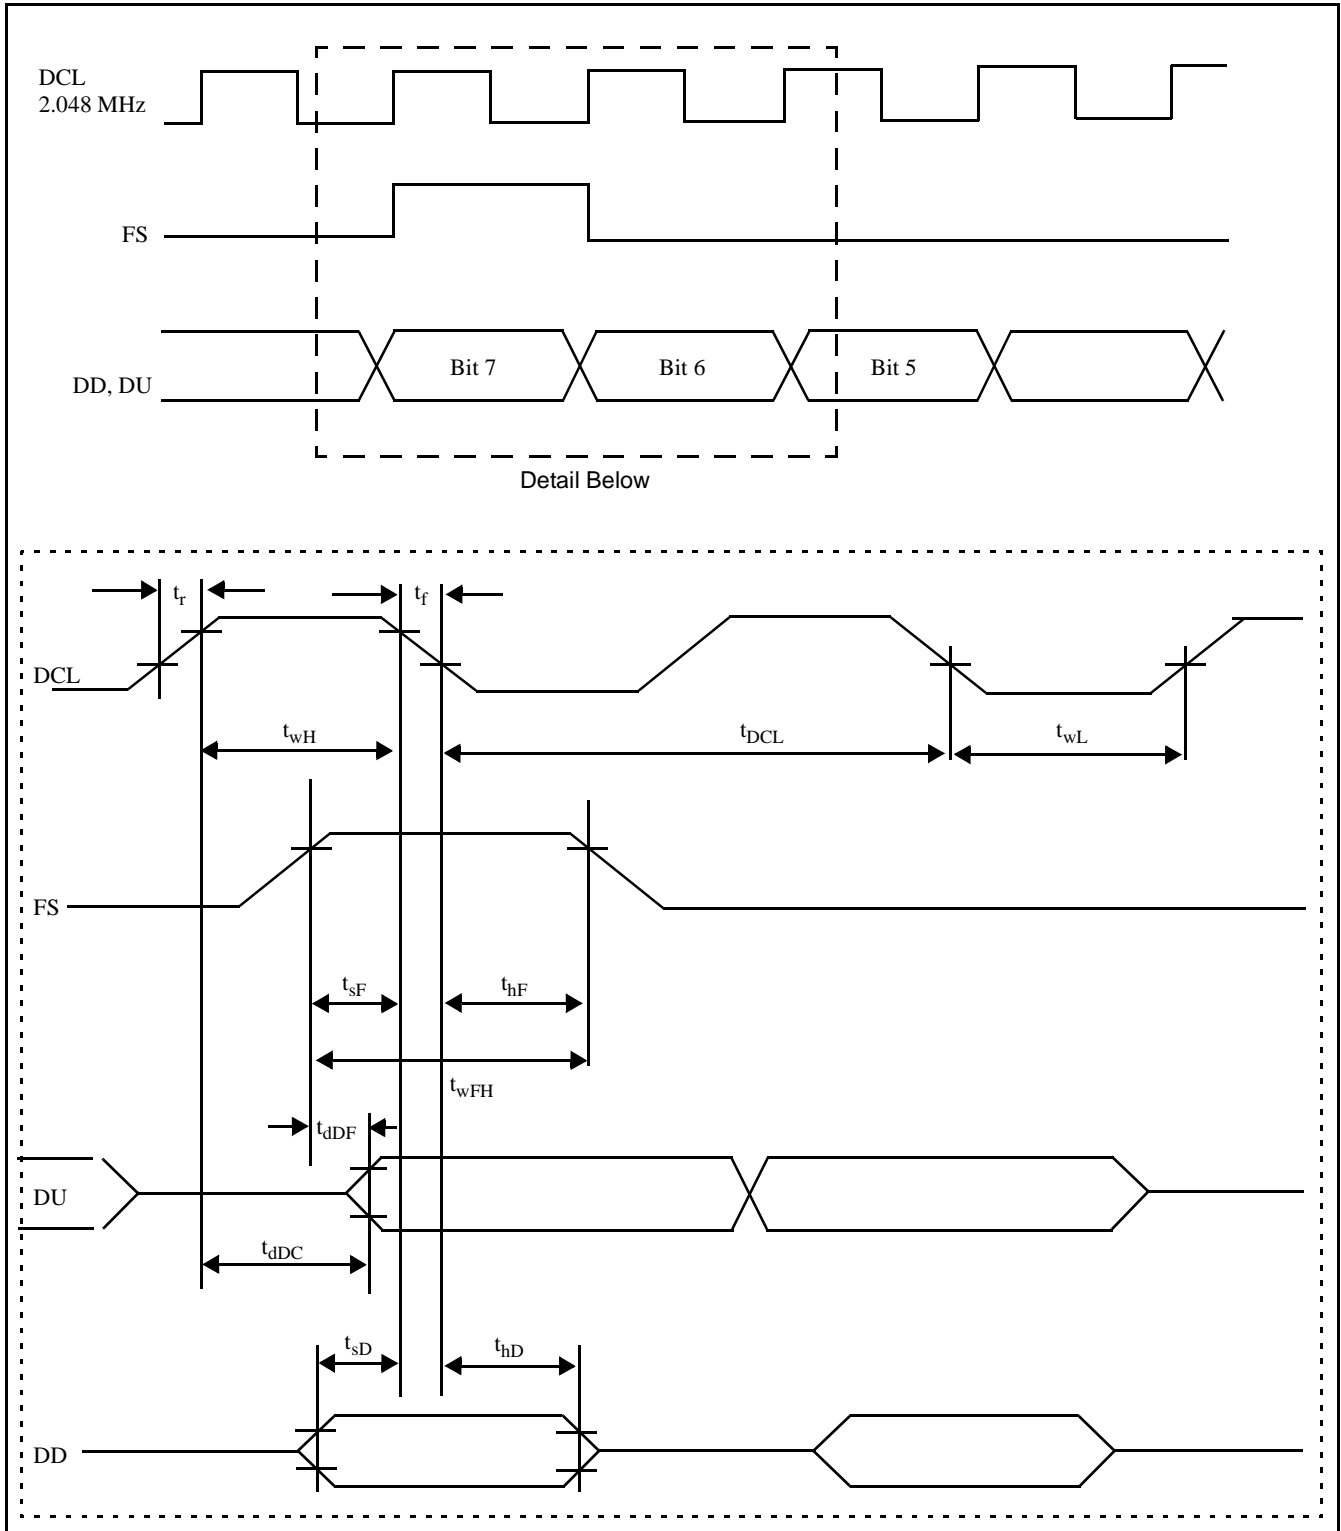 DCL
2.048 MHz
FS
DD, DU
Bit 7
Bit 6
Bit 5
Detail Below
tr
tf
DCL
twH
tDCL
twL
FS
tsF
thF
twFH
tdDF
DU
tdDC
tsD
thD
DD